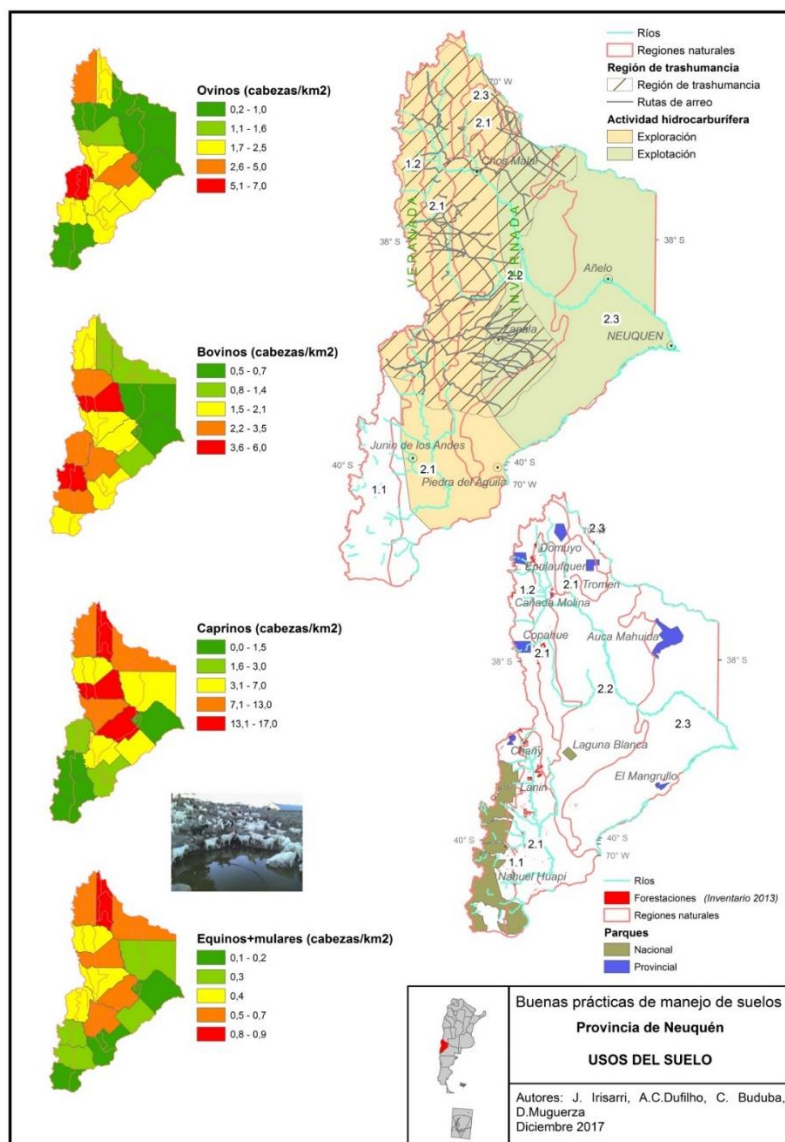 Ovinos (cabezas/km2)
0,2 - 1,0
1,1 - 1,6
1,7 - 2,5
2,6 - 5,0
5,1 - 7,0
Bovinos (cabezas/km2)
0,5 - 0,7
0,8 - 1,4
1,5 - 2,1
2,2 - 3,5
3,6 - 6,0
Caprinos (cabezas/km2)
0,0 - 1,5
1,6 - 3,0
3,1 - 7,0
7,1 - 13,0
13,1 - 17,0
Equinos+mulares (cabezas/km2)
0,1 - 0,2
0,3
0,4
0,5 - 0,7
0,8 - 0,9
Ríos
Regiones naturales
Región de trashumancia
Región de trashumancia
Rutas de arreo
Actividad hidrocarburífera
Exploración
Explotación
70° W
2.3
2.1
Chos Malal
1.2
2.1
VERANADA
INVERNADA
38° S
38° S
2.2
Añelo
2.3
Zapala
NEUQUEN
Junin de los Andes
40° S
2.1
40° S
Piedra del Aguila
70° W
1.1
2.3
Domuyo
Epulaufquen
2.1
Tromen
1.2
Cañada Molina
Copahue
Auca Mahuida
2.1
38° S
38° S
2.2
2.3
Chañy
Laguna Blanca
El Mangrullo
Lanin
40° S
2.1
40° S
70° W
1.1
Nahuel Huapi
Ríos
Forestaciones (Inventario 2013)
Regiones naturales
Parques
Nacional
Provincial
Buenas prácticas de manejo de suelos
Provincia de Neuquén
USOS DEL SUELO
Autores: J. Irisarri, A.C.Dufilho, C. Buduba,
D.Muguerza
Diciembre 2017